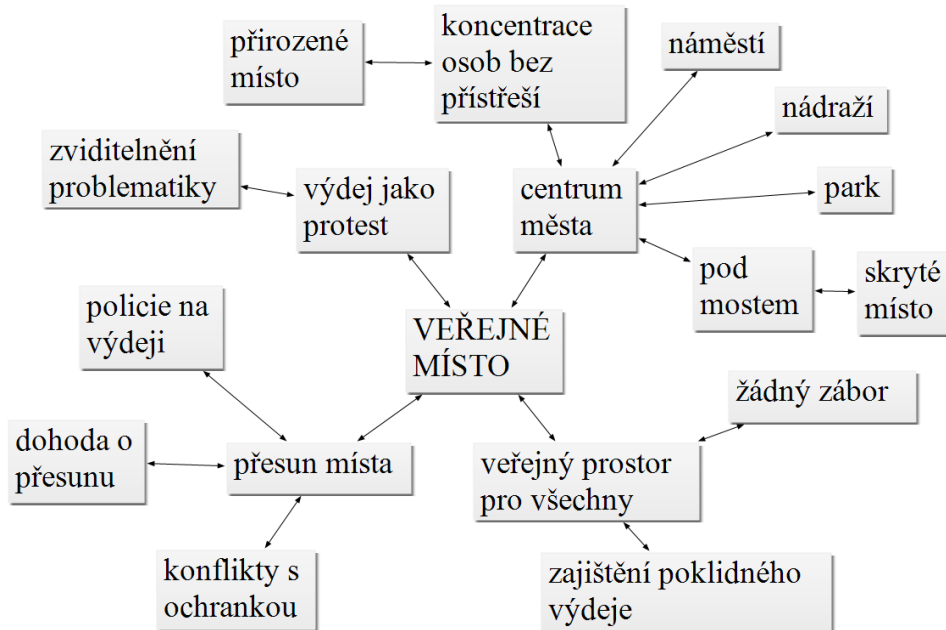 přirozené
místo
koncentrace
osob bez
přístřeší
náměstí
nádraží
zviditelnění
problematiky
výdej jako
protest
centrum
města
park
pod
mostem
skryté
místo
policie na
výdeji
VEŘEJNÉ
MÍSTO
žádný zábor
dohoda o
přesunu
přesun místa
veřejný prostor
pro všechny
konflikty s
ochrankou
zajištění poklidného
výdeje